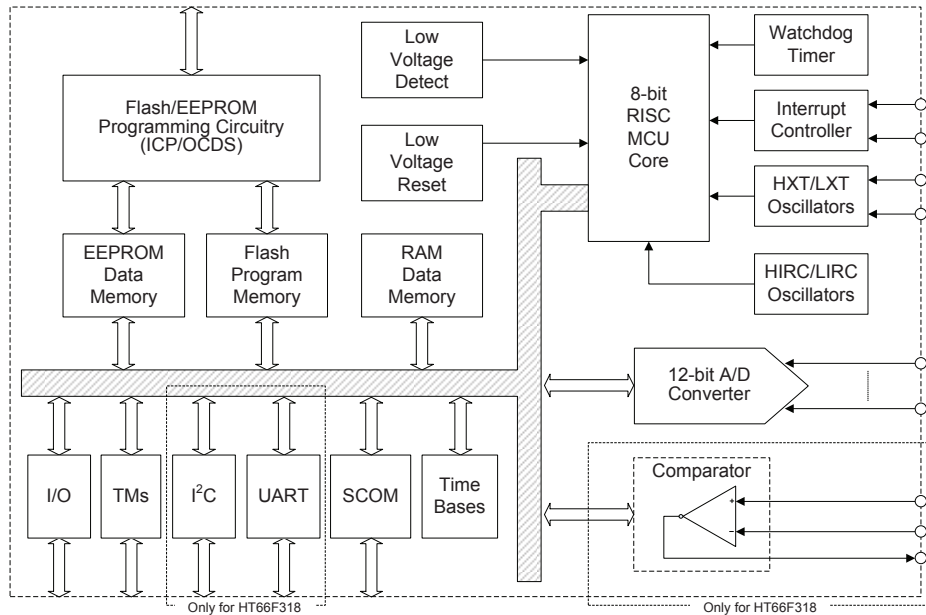 Flash/EEPROM
Programming Circuitry
(ICP/OCDS)
Low
Voltage
Detect
Low
Voltage
Reset
8-bit
RISC
MCU
Core
Watchdog
Timer
Interrupt
Controller
HXT/LXT
Oscillators
HIRC/LIRC
Oscillators
EEPROM
Data
Memory
Flash
Program
Memory
RAM
Data
Memory
12-bit A/D
Converter
I/O
TMs
I²C
UART
SCOM
Time
Bases
Comparator
+
−
Only for HT66F318
Only for HT66F318